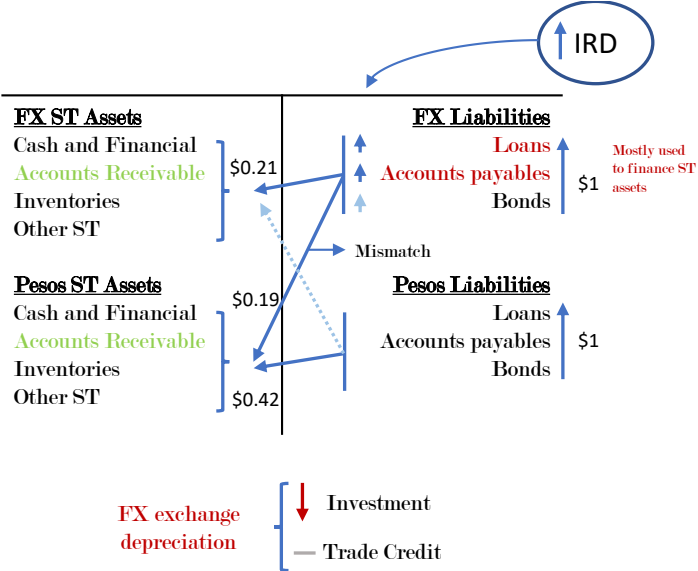 IRD
FX ST Assets
Cash and Financial
Accounts Receivable
Inventories
Other ST
$0.21
FX Liabilities
Loans
Accounts payables
Bonds
$1
Mostly used
to finance ST
assets
Mismatch
Pesos ST Assets
Cash and Financial
Accounts Receivable
Inventories
Other ST
$0.19
$0.42
Pesos Liabilities
Loans
Accounts payables
Bonds
$1
FX exchange
depreciation
Investment
Trade Credit